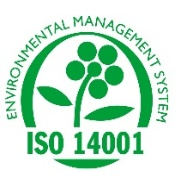 ENVIRONMENTAL MANAGEMENT SYSTEM
ISO 14001